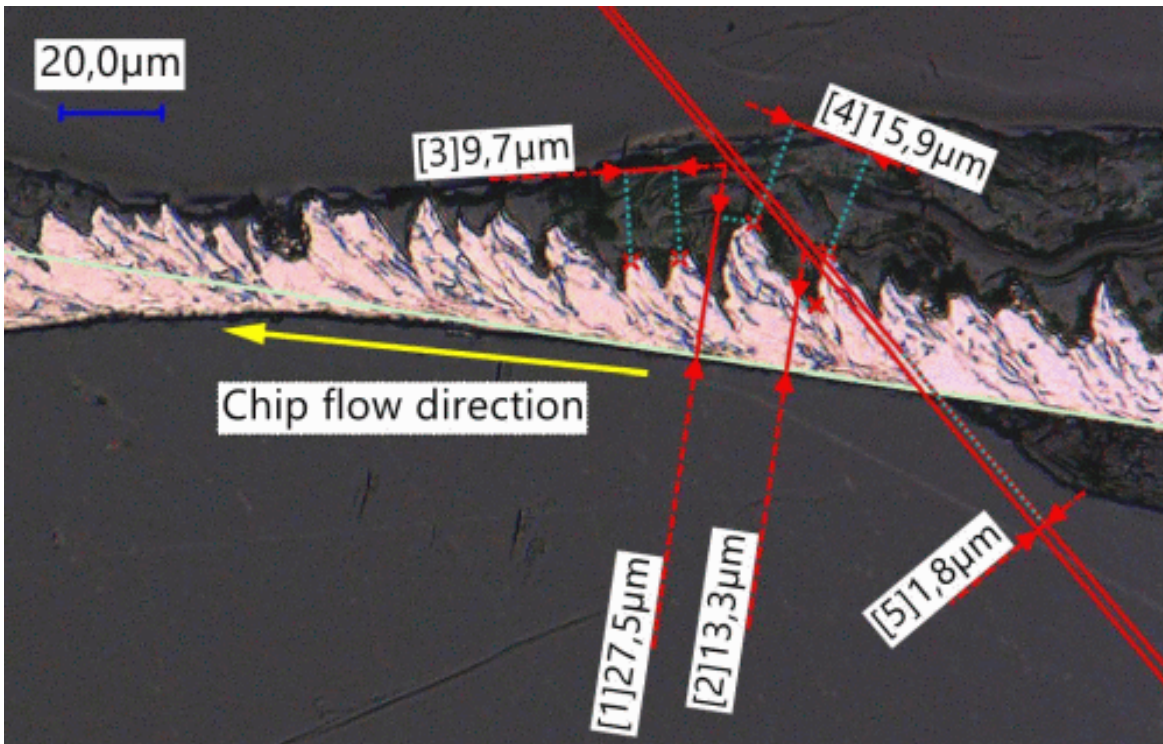 20,0µm
[3]9,7µm
[4]15,9µm
Chip flow direction
[1]27,5µm
[2]13,3µm
[5]1,8µm